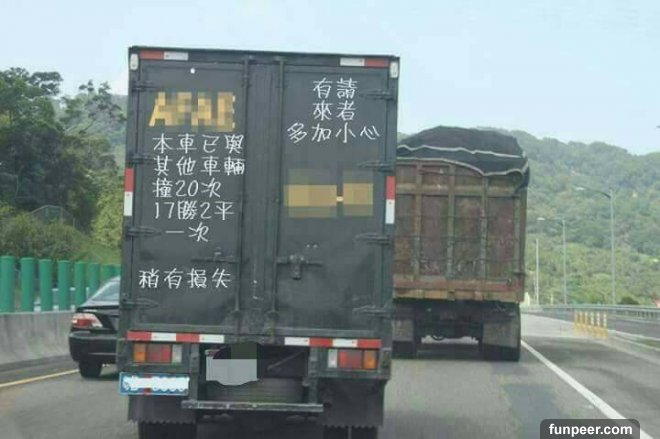 本車已與
其他車輛
撞20次
17勝2平
一次
稍有損失
有請
來者
多加小心
funpeer.com